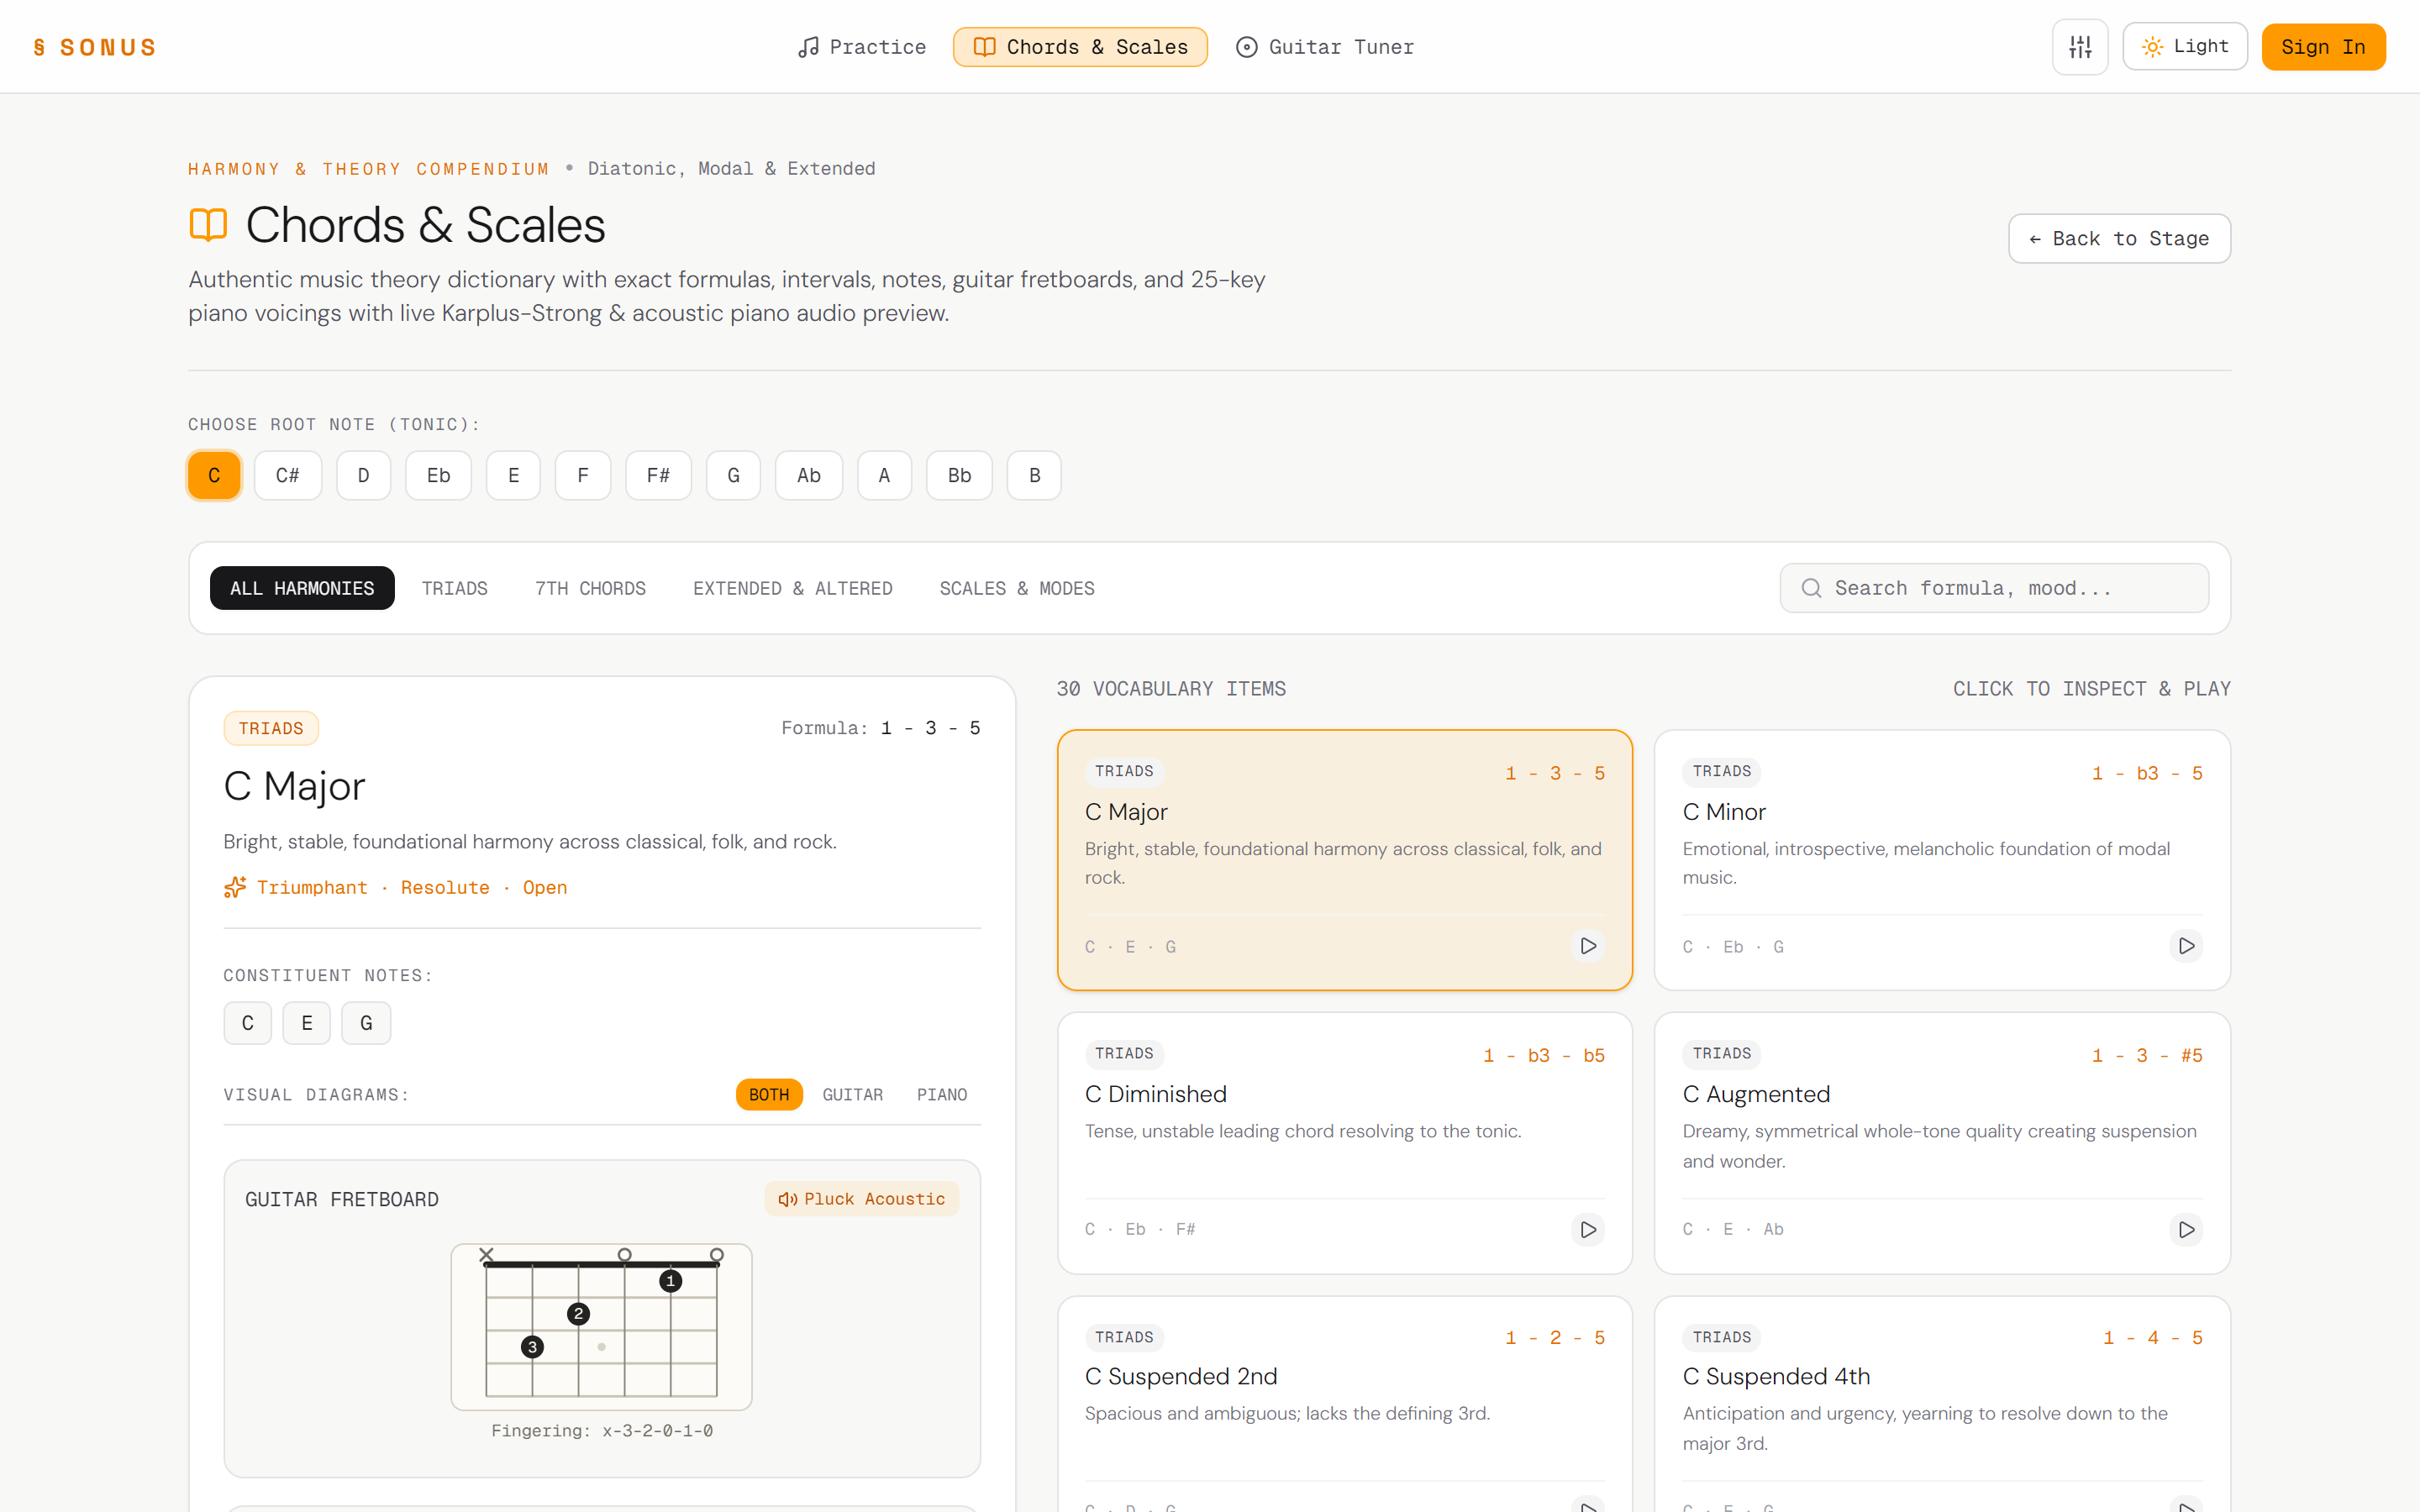 § SONUS
Practice
Chords & Scales
Guitar Tuner
Light
Sign In
HARMONY & THEORY COMPENDIUM • Diatonic, Modal & Extended
Chords & Scales
← Back to Stage
Authentic music theory dictionary with exact formulas, intervals, notes, guitar fretboards, and 25-key
piano voicings with live Karplus-Strong & acoustic piano audio preview.
CHOOSE ROOT NOTE (TONIC):
C C# D Eb E F F# G Ab A Bb B
ALL HARMONIES TRIADS 7TH CHORDS EXTENDED & ALTERED SCALES & MODES
Search formula, mood...
TRIADS
Formula: 1 - 3 - 5
C Major
Bright, stable, foundational harmony across classical, folk, and rock.
Triumphant · Resolute · Open
CONSTITUENT NOTES:
C E G
VISUAL DIAGRAMS:
BOTH GUITAR PIANO
GUITAR FRETBOARD
Pluck Acoustic
1
2
3
Fingering: x-3-2-0-1-0
30 VOCABULARY ITEMS
CLICK TO INSPECT & PLAY
TRIADS
1 - 3 - 5
C Major
Bright, stable, foundational harmony across classical, folk, and
rock.
C · E · G
TRIADS
1 - b3 - 5
C Minor
Emotional, introspective, melancholic foundation of modal
music.
C · Eb · G
TRIADS
1 - b3 - b5
C Diminished
Tense, unstable leading chord resolving to the tonic.
C · Eb · F#
TRIADS
1 - 3 - #5
C Augmented
Dreamy, symmetrical whole-tone quality creating suspension
and wonder.
C · E · Ab
TRIADS
1 - 2 - 5
C Suspended 2nd
Spacious and ambiguous; lacks the defining 3rd.
C · D · G
TRIADS
1 - 4 - 5
C Suspended 4th
Anticipation and urgency, yearning to resolve down to the
major 3rd.
C · F · G